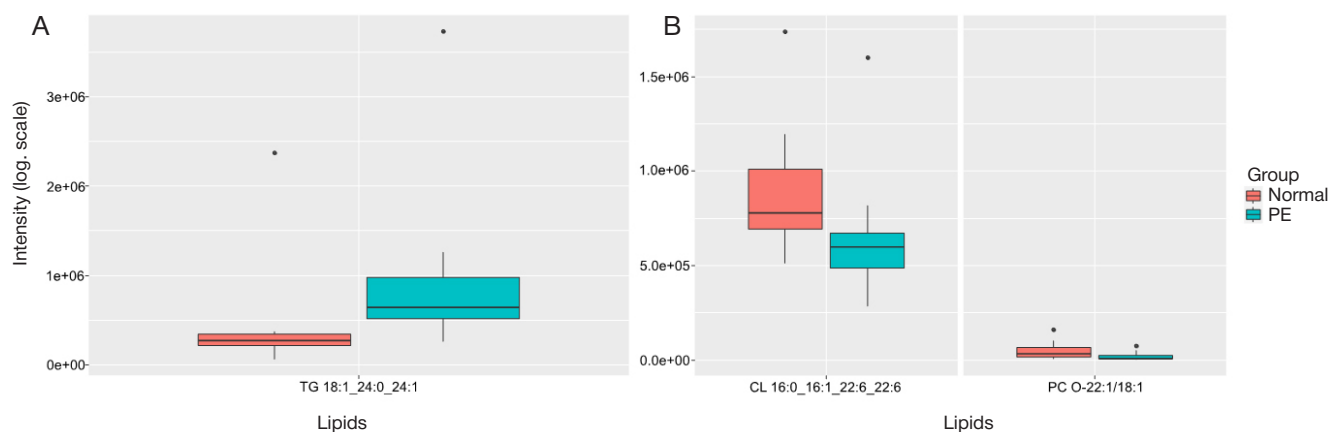 A
Intensity (log. scale)
3e+06
2e+06
1e+06
0e+00
TG 18:1_24:0_24:1
Lipids
B
1.5e+06
1.0e+06
5.0e+05
0.0e+00
CL 16:0_16:1_22:6_22:6
PC O-22:1/18:1
Lipids
Group
Normal
PE